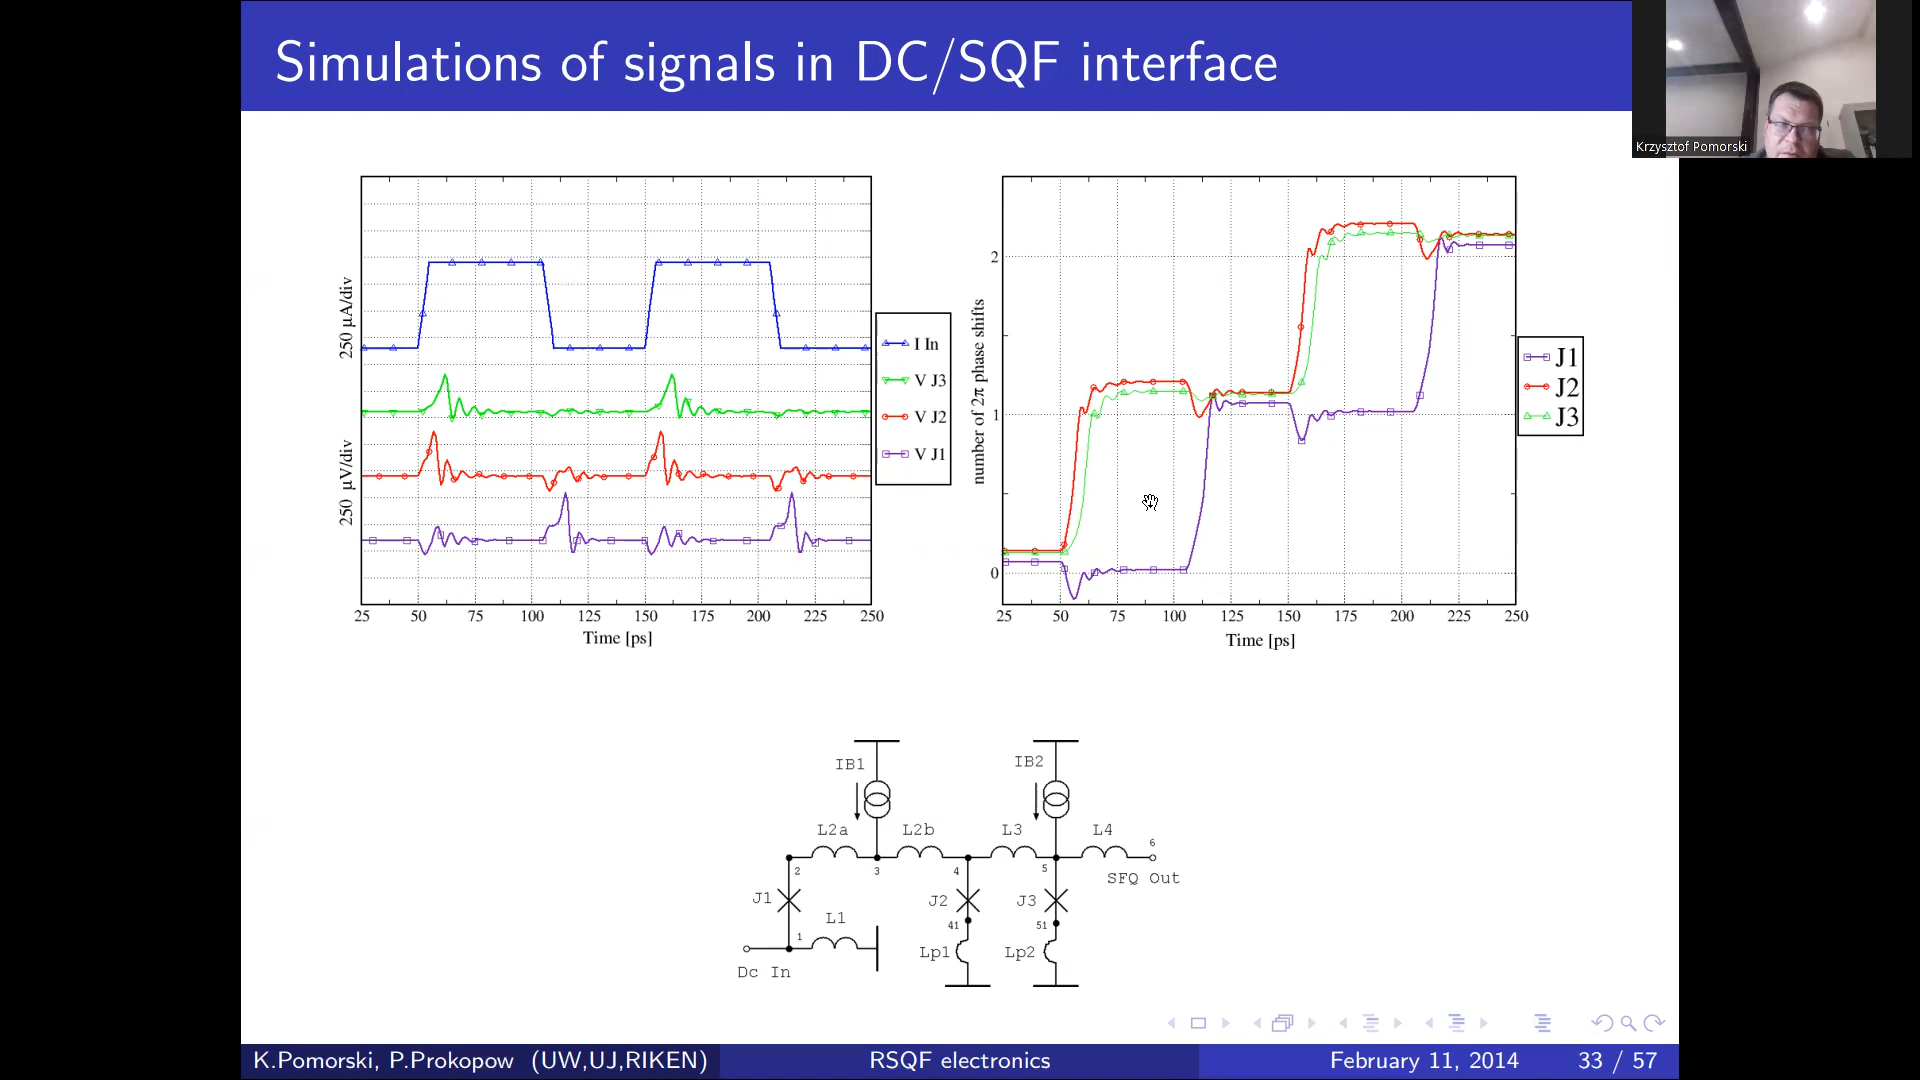 Simulations of signals in DC/SQF interface
Krzysztof Pomorski
250 μA/div
250 μV/div
I In
V J3
V J2
V J1
25 50 75 100 125 150 175 200 225 250
Time [ps]
number of 2π phase shifts
2
1
0
J1
J2
J3
25 50 75 100 125 150 175 200 225 250
Time [ps]
IB1
IB2
L2a
L2b
L3
L4
6
2
3
4
5
SFQ Out
J1
J2
J3
L1
41
51
1
Lp1
Lp2
Dc In
K.Pomorski, P.Prokopow (UW,UJ,RIKEN)
RSQF electronics
February 11, 2014
33 / 57